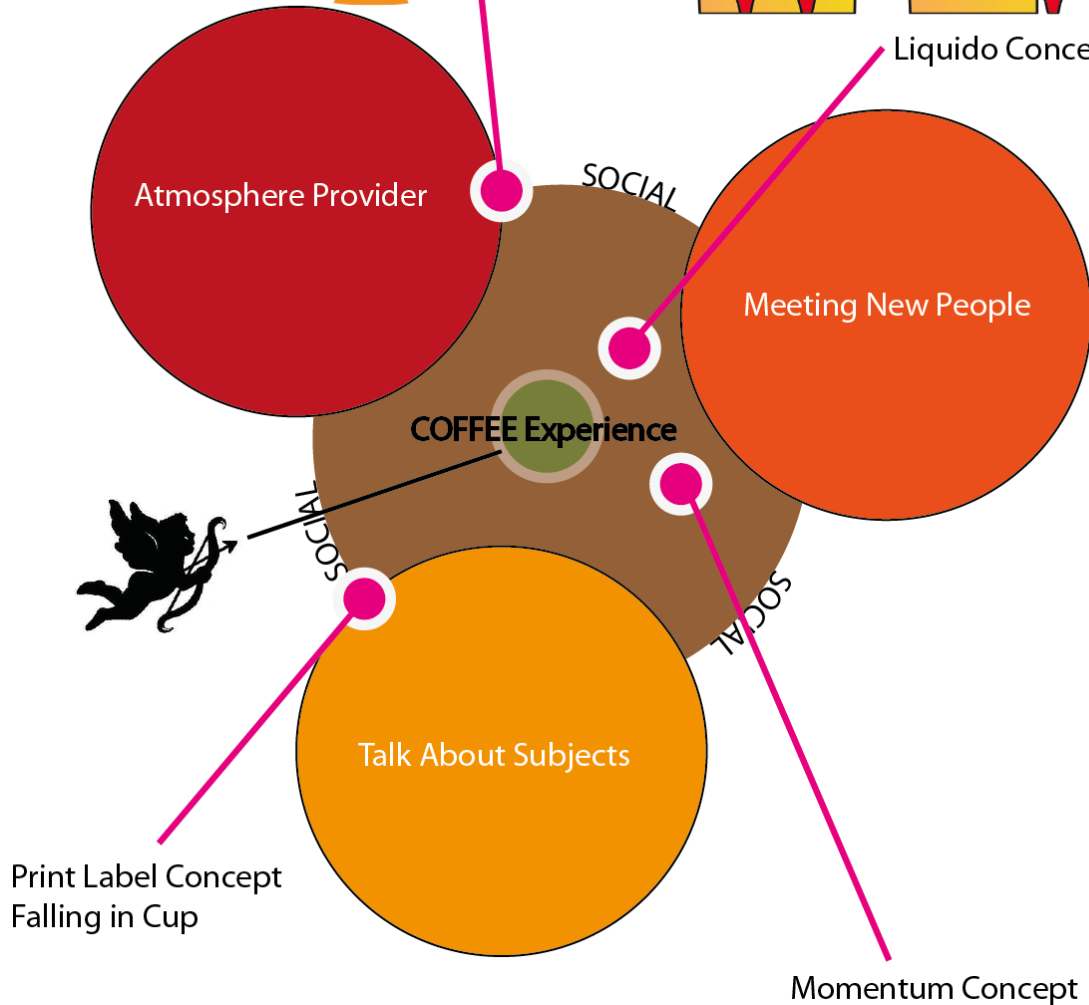 Liquido Conce
SOCIAL
Atmosphere Provider
Meeting New People
COFFEE Experience
SOCIAL
SOCIAL
Talk About Subjects
Print Label Concept
Falling in Cup
Momentum Concept